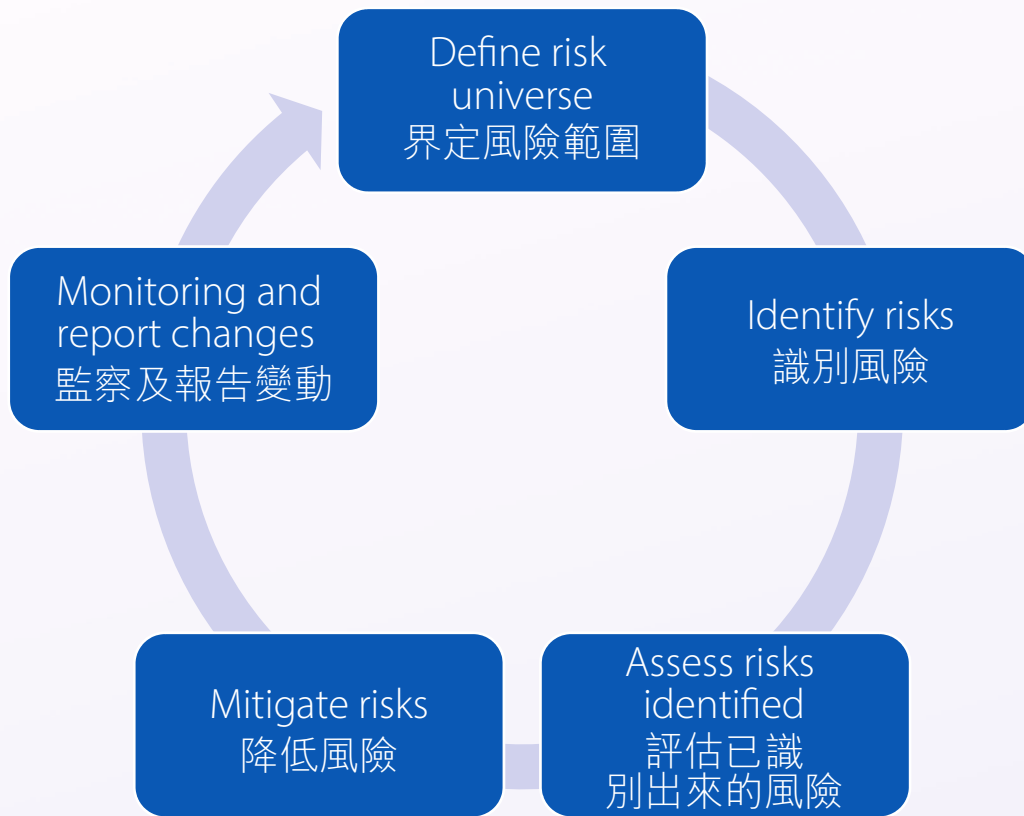 Define risk
universe
界定風險範圍
Identify risks
識別風險
Assess risks
identified
評估已識
別出來的風險
Mitigate risks
降低風險
Monitoring and
report changes
監察及報告變動